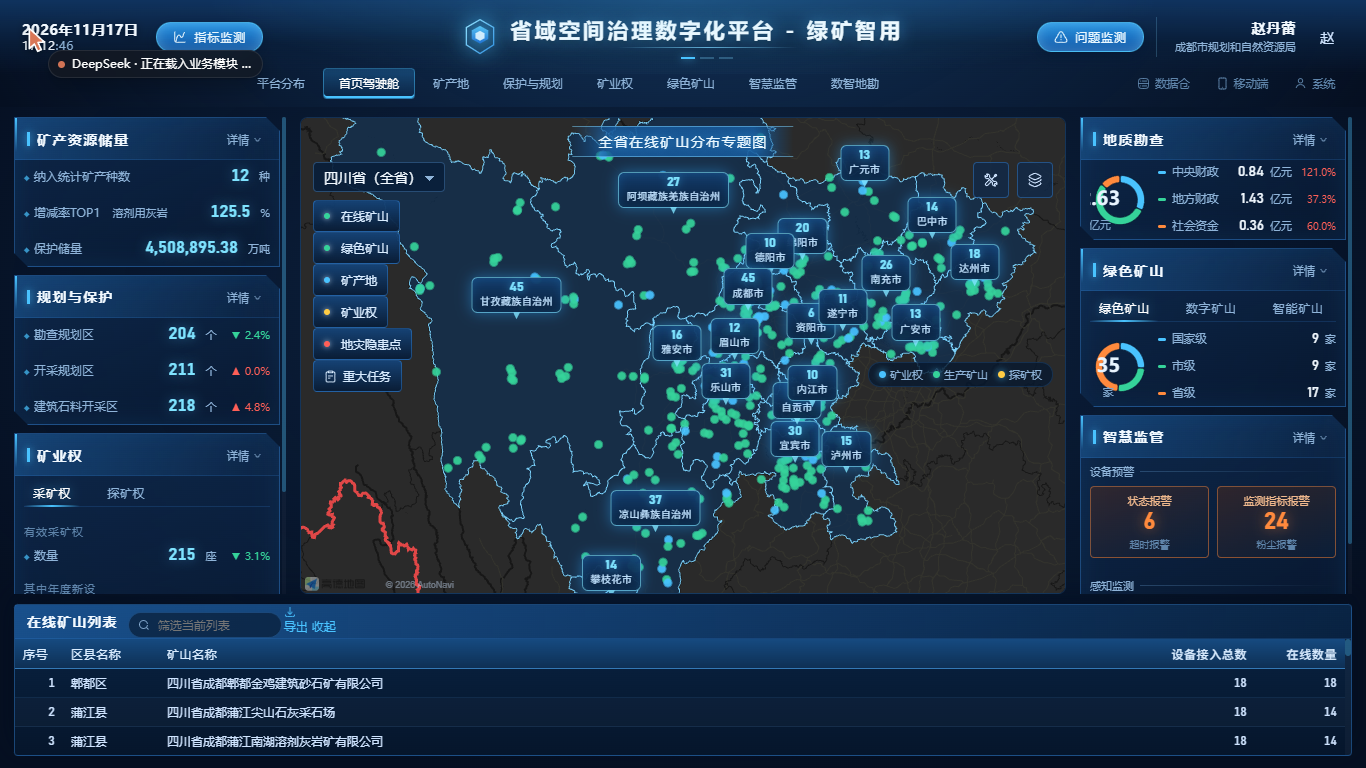 2026年11月17日
12:46
指标监测
DeepSeek · 正在载入业务模块 ...
省域空间治理数字化平台 - 绿矿智用
问题监测
赵丹蕾
成都市规划和自然资源局
赵
平台分布
首页驾驶舱
矿产地
保护与规划
矿业权
绿色矿山
智慧监管
数智地勘
数据仓
移动端
系统
矿产资源储量
详情
纳入统计矿产种数 12 种
增减率TOP1 溶剂用灰岩 125.5 %
保护储量 4,508,895.38 万吨
规划与保护
详情
勘查规划区 204 个 ▼ 2.4%
开采规划区 211 个 ▲ 0.0%
建筑石料开采区 218 个 ▲ 4.8%
矿业权
详情
采矿权
探矿权
有效采矿权
数量 215 座 ▼ 3.1%
其中年度新设
全省在线矿山分布专题图
四川省（全省）
在线矿山
绿色矿山
矿产地
矿业权
地灾隐患点
重大任务
13
广元市
27
阿坝藏族羌族自治州
14
巴中市
20
阳市
10
德阳市
18
达州市
26
南充市
45
成都市
45
甘孜藏族自治州
11
遂宁市
6
资阳市
13
广安市
12
眉山市
16
雅安市
31
乐山市
10
内江市
自贡市
30
宜宾市
15
泸州市
37
凉山彝族自治州
14
攀枝花市
矿业权
生产矿山
探矿权
高德地图
© 2026 AutoNavi
地质勘查
详情
.63
亿元
中央财政 0.84 亿元 121.0%
地方财政 1.43 亿元 37.3%
社会资金 0.36 亿元 60.0%
绿色矿山
详情
绿色矿山
数字矿山
智能矿山
35
家
国家级 9 家
市级 9 家
省级 17 家
智慧监管
详情
设备预警
状态报警
6
超时报警
监测指标报警
24
粉尘报警
感知监测
在线矿山列表
筛选当前列表
导出 收起
序号 区县名称 矿山名称 设备接入总数 在线数量
1 郫都区 四川省成都郫都金鸡建筑砂石矿有限公司 18 18
2 蒲江县 四川省成都蒲江尖山石灰采石场 18 14
3 蒲江县 四川省成都蒲江南湖溶剂灰岩矿有限公司 18 14